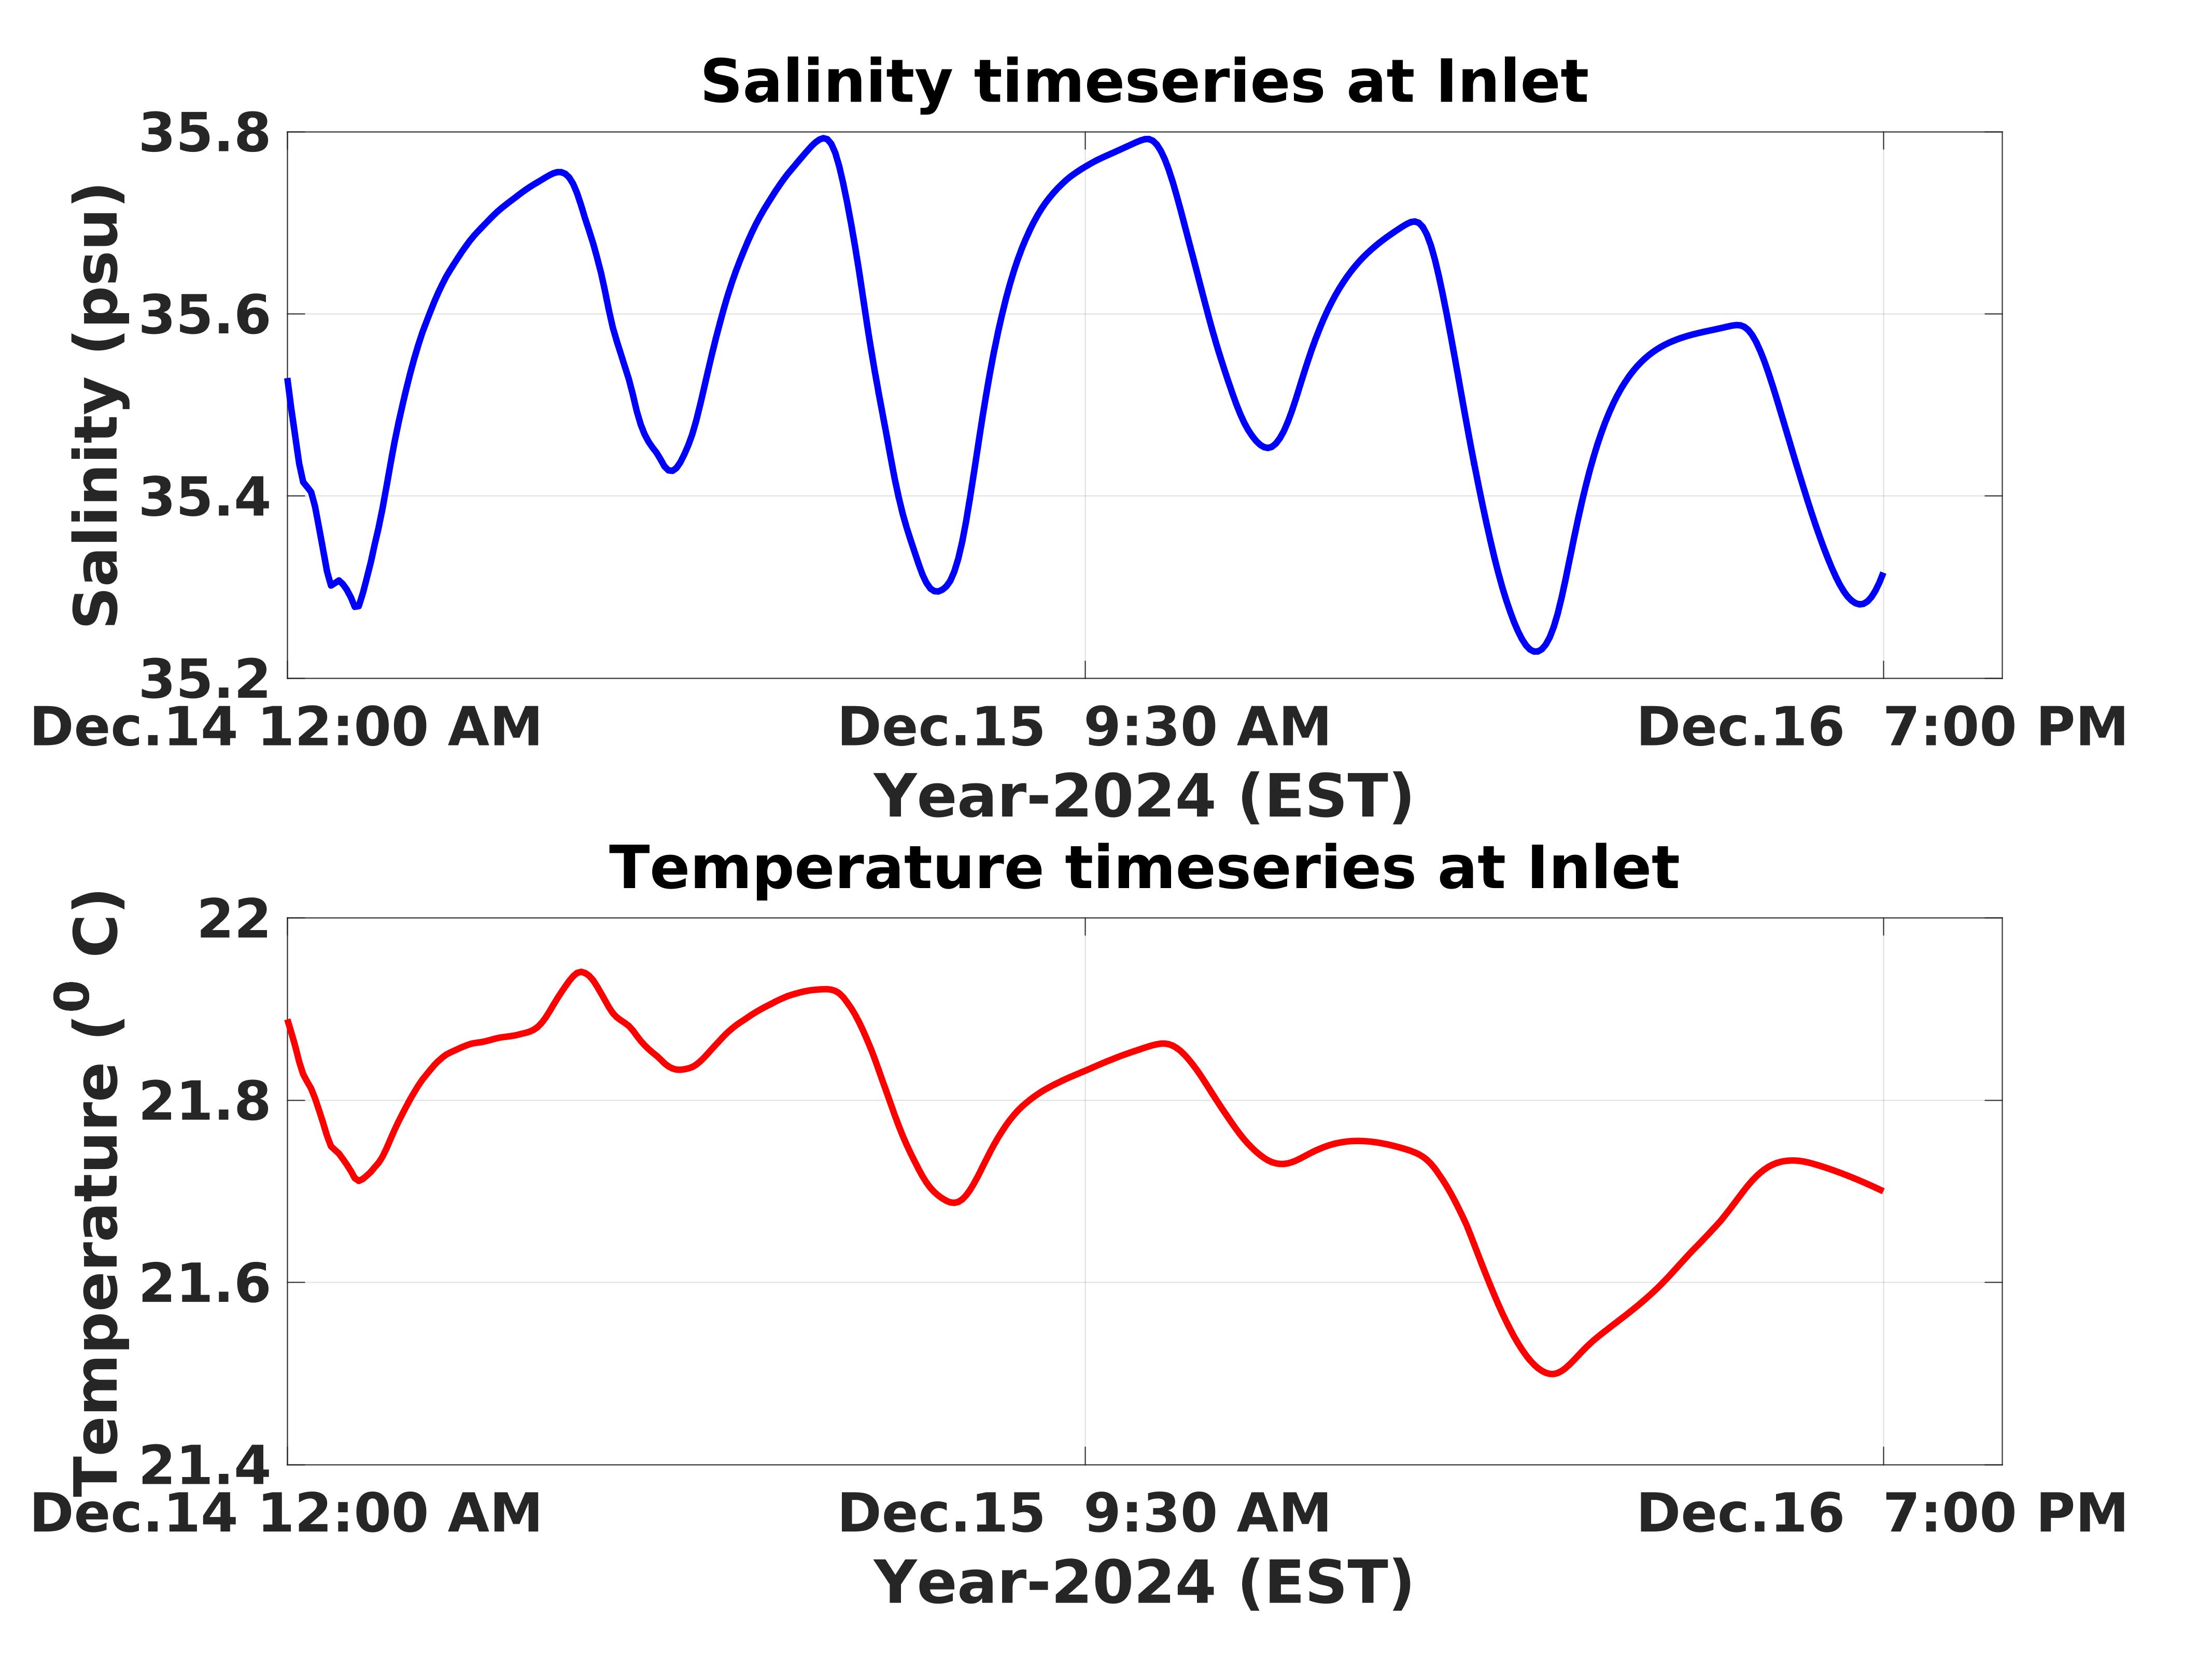 Salinity timeseries at Inlet
Salinity (psu)
35.8
35.6
35.4
35.2
Dec.14 12:00 AM
Dec.15  9:30 AM
Dec.16  7:00 PM
Year-2024 (EST)
Temperature timeseries at Inlet
Temperature (⁰ C)
22
21.8
21.6
21.4
Dec.14 12:00 AM
Dec.15  9:30 AM
Dec.16  7:00 PM
Year-2024 (EST)